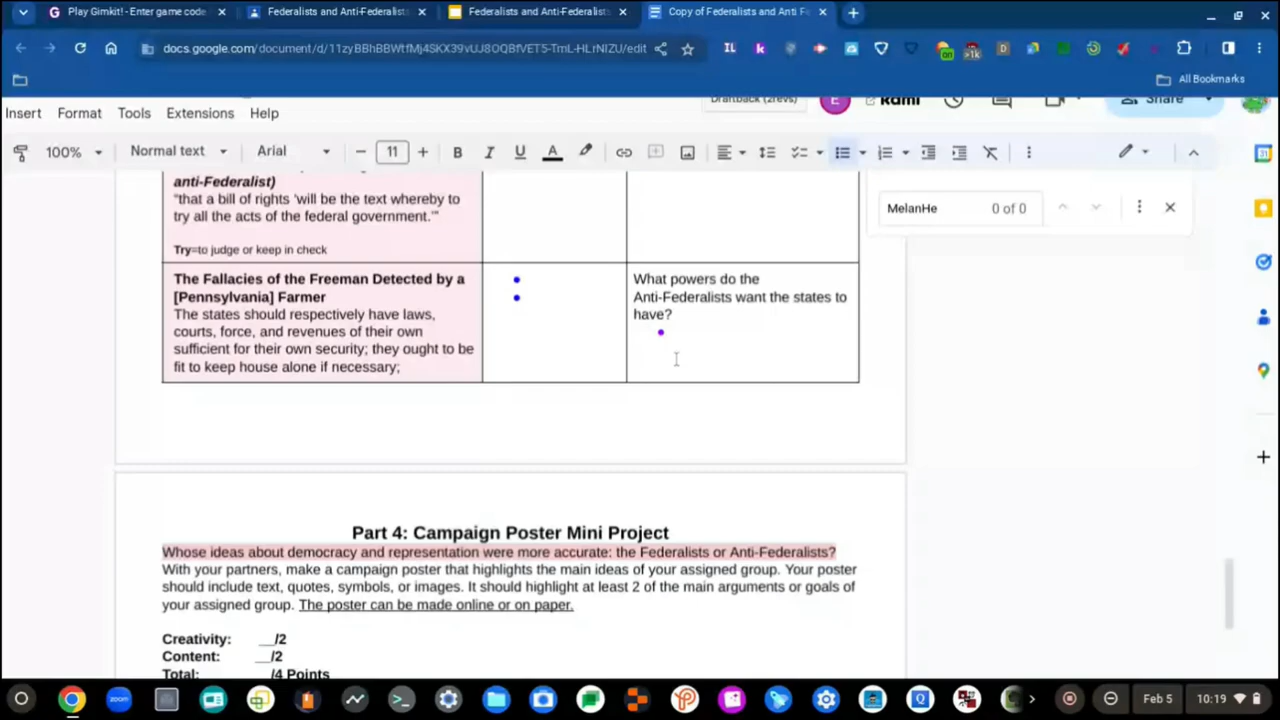 Play Gimkit! - Enter game code
Federalists and Anti-Federalists
Federalists and Anti-Federalists
Copy of Federalists and Anti F
docs.google.com/document/d/11zyBBhBBWtfMj4SKX39vUJ8OQBfVET5-TmL-HLrNIZU/edit
All Bookmarks
Insert Format Tools Extensions Help
Draftback (2revs)
E
Rami
Share
100% Normal text Arial 11
MelanHe 0 of 0
anti-Federalist)
“that a bill of rights ‘will be the text whereby to
try all the acts of the federal government.’”
Try=to judge or keep in check
The Fallacies of the Freeman Detected by a
[Pennsylvania] Farmer
The states should respectively have laws,
courts, force, and revenues of their own
sufficient for their own security; they ought to be
fit to keep house alone if necessary;
What powers do the
Anti-Federalists want the states to
have?
Part 4: Campaign Poster Mini Project
Whose ideas about democracy and representation were more accurate: the Federalists or Anti-Federalists?
With your partners, make a campaign poster that highlights the main ideas of your assigned group. Your poster
should include text, quotes, symbols, or images. It should highlight at least 2 of the main arguments or goals of
your assigned group. The poster can be made online or on paper.
Creativity: __/2
Content: __/2
Total: __/4 Points
Feb 5 10:19